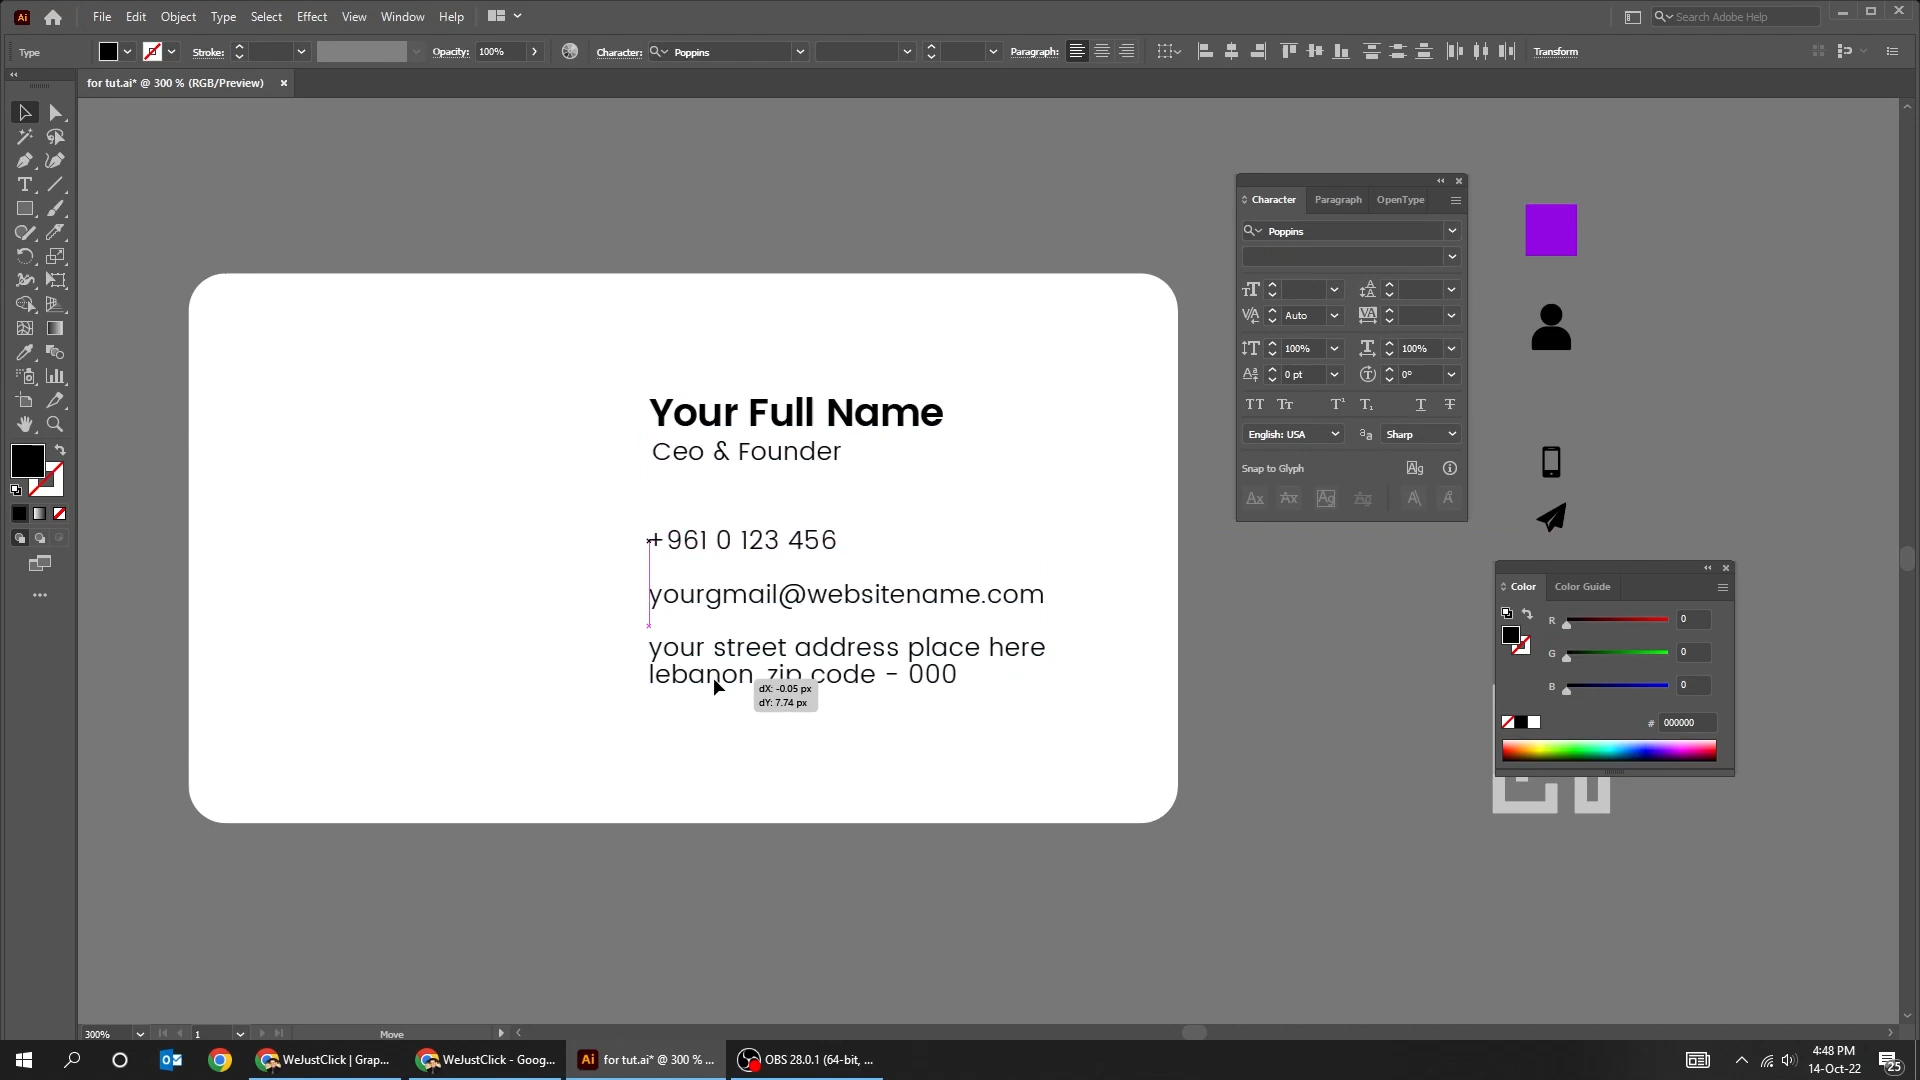 Ai File Edit Object Type Select Effect View Window Help Search Adobe Help
Type Stroke: Opacity: 100% Character: Poppins Paragraph: Transform
for tut.ai* @ 300 % (RGB/Preview)
Character Paragraph OpenType
Poppins
Auto
100% 100%
0 pt 0°
English: USA Sharp
Snap to Glyph
Your Full Name
Ceo & Founder
+961 0 123 456
yourgmail@websitename.com
your street address place here
lebanon, zip code - 000
dX: -0.05 px
dY: 7.74 px
Color Color Guide
R 0
G 0
B 0
# 000000
300% 1 Move
WeJustClick | Grap... WeJustClick - Goog... for tut.ai* @ 300 % ... OBS 28.0.1 (64-bit, ...
4:48 PM
14-Oct-22
25